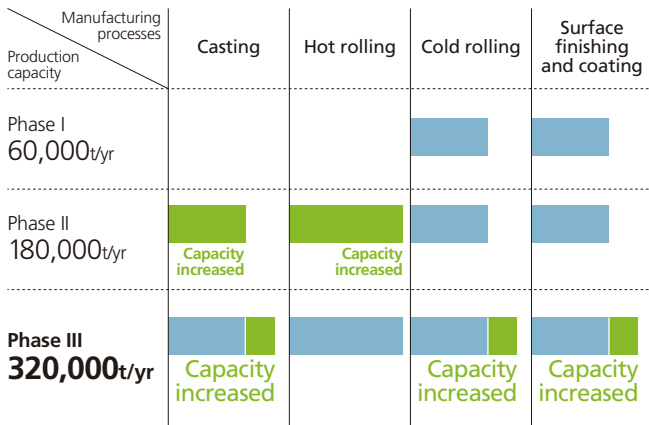 Manufacturing
processes
Production
capacity
Casting
Hot rolling
Cold rolling
Surface
finishing
and coating
Phase I
60,000t/yr
Phase II
180,000t/yr
Capacity
increased
Capacity
increased
Phase III
320,000t/yr
Capacity
increased
Capacity
increased
Capacity
increased